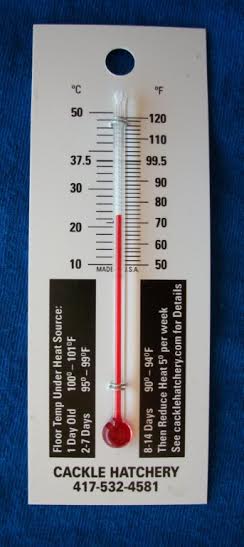 °C °F
50 120
37.5 99.5
30 90
80
20 70
60
10 50
MADE U.S.A.
Floor Temp Under Heat Source:
1 Day Old 100° – 101°F
2-7 Days 95° – 99°F
8-14 Days 90° – 94°F
Then Reduce Heat 5° per week
See cacklehatchery.com for Details
CACKLE HATCHERY
417-532-4581